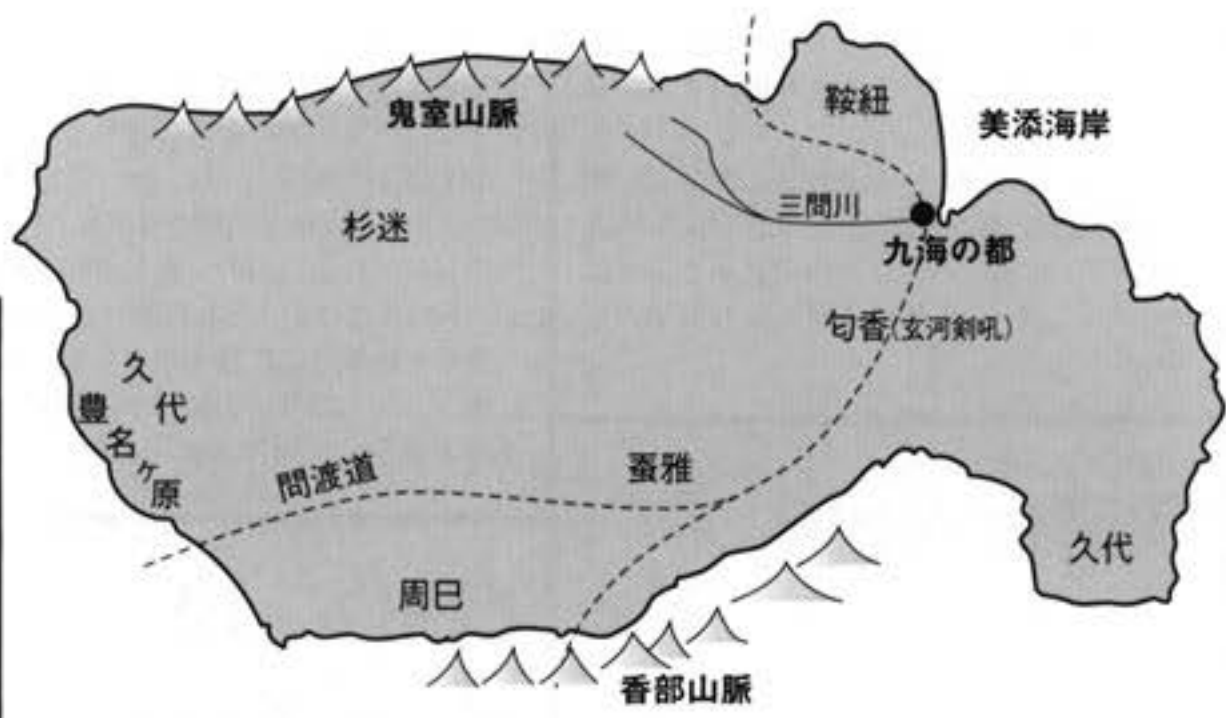 鬼室山脈
鞍紐
美添海岸
三問川
九海の都
杉迷
匂香(玄河剣吼)
久代
豊名ヶ原
問渡道
蚕雅
久代
周巳
香部山脈